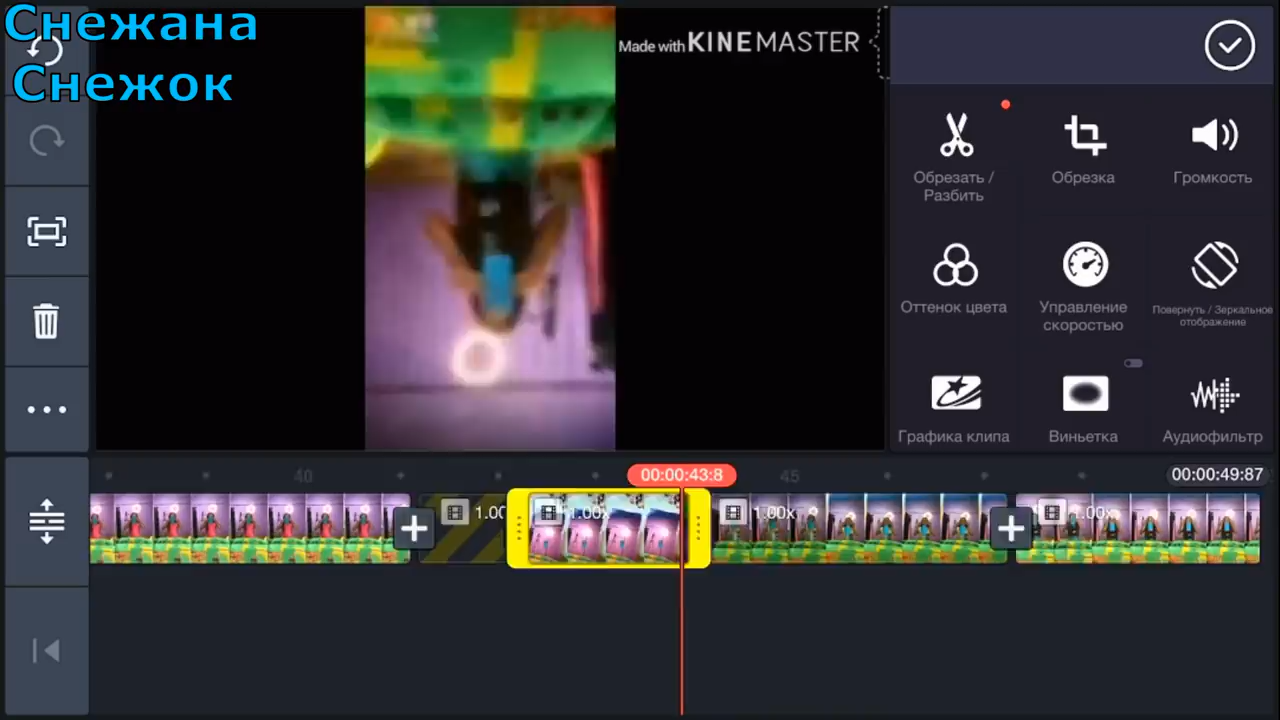 Снежана
Снежок
Made with KINEMASTER
Обрезать /
Разбить
Обрезка
Громкость
Оттенок цвета
Управление
скоростью
Повернуть / Зеркальное
отображение
Графика клипа
Виньетка
Аудиофильтр
40
00:00:43:8
45
00:00:49:87
1.00
1.00x
1.00x
1.00x